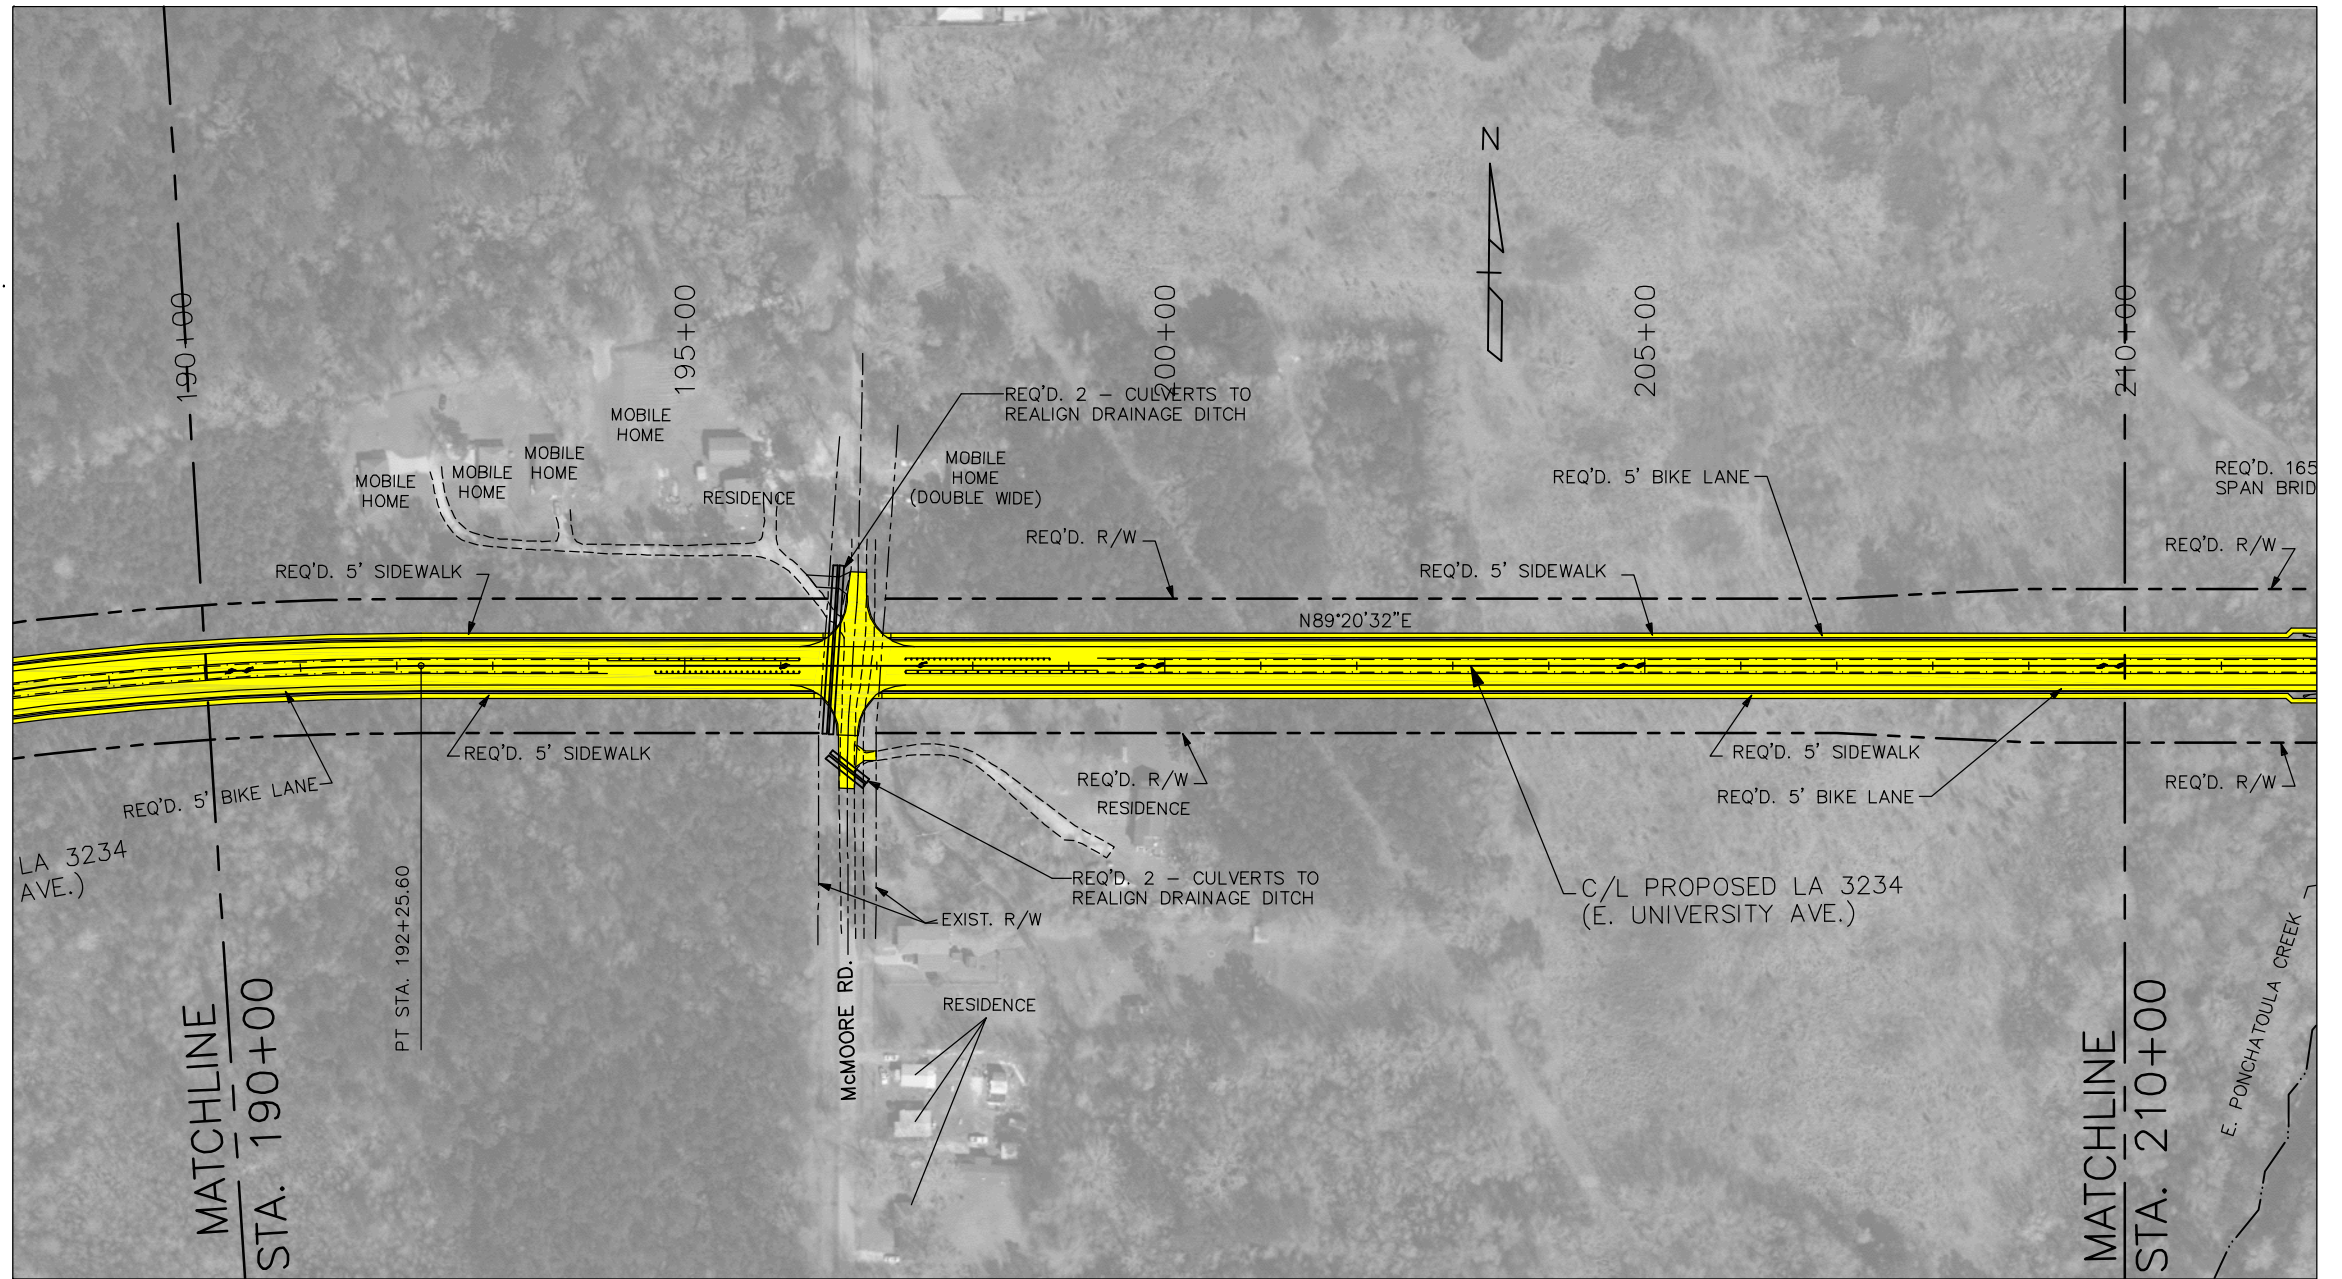 N
190+00
195+00
200+00
205+00
210+00
REQ'D. 2 – CULVERTS TO
REALIGN DRAINAGE DITCH
MOBILE
HOME
MOBILE
HOME
MOBILE
HOME
MOBILE
HOME
RESIDENCE
MOBILE
HOME
(DOUBLE WIDE)
REQ'D. 5' BIKE LANE
REQ'D. 165
SPAN BRID
REQ'D. R/W
REQ'D. R/W
REQ'D. 5' SIDEWALK
REQ'D. 5' SIDEWALK
N89°20'32"E
REQ'D. 5' SIDEWALK
REQ'D. 5' SIDEWALK
REQ'D. R/W
REQ'D. R/W
REQ'D. 5' BIKE LANE
REQ'D. 5' BIKE LANE
RESIDENCE
LA 3234
AVE.)
PT STA. 192+25.60
REQ'D. 2 – CULVERTS TO
REALIGN DRAINAGE DITCH
C/L PROPOSED LA 3234
(E. UNIVERSITY AVE.)
EXIST. R/W
McMOORE RD.
RESIDENCE
E. PONCHATOULA CREEK
MATCHLINE
STA. 190+00
MATCHLINE
STA. 210+00